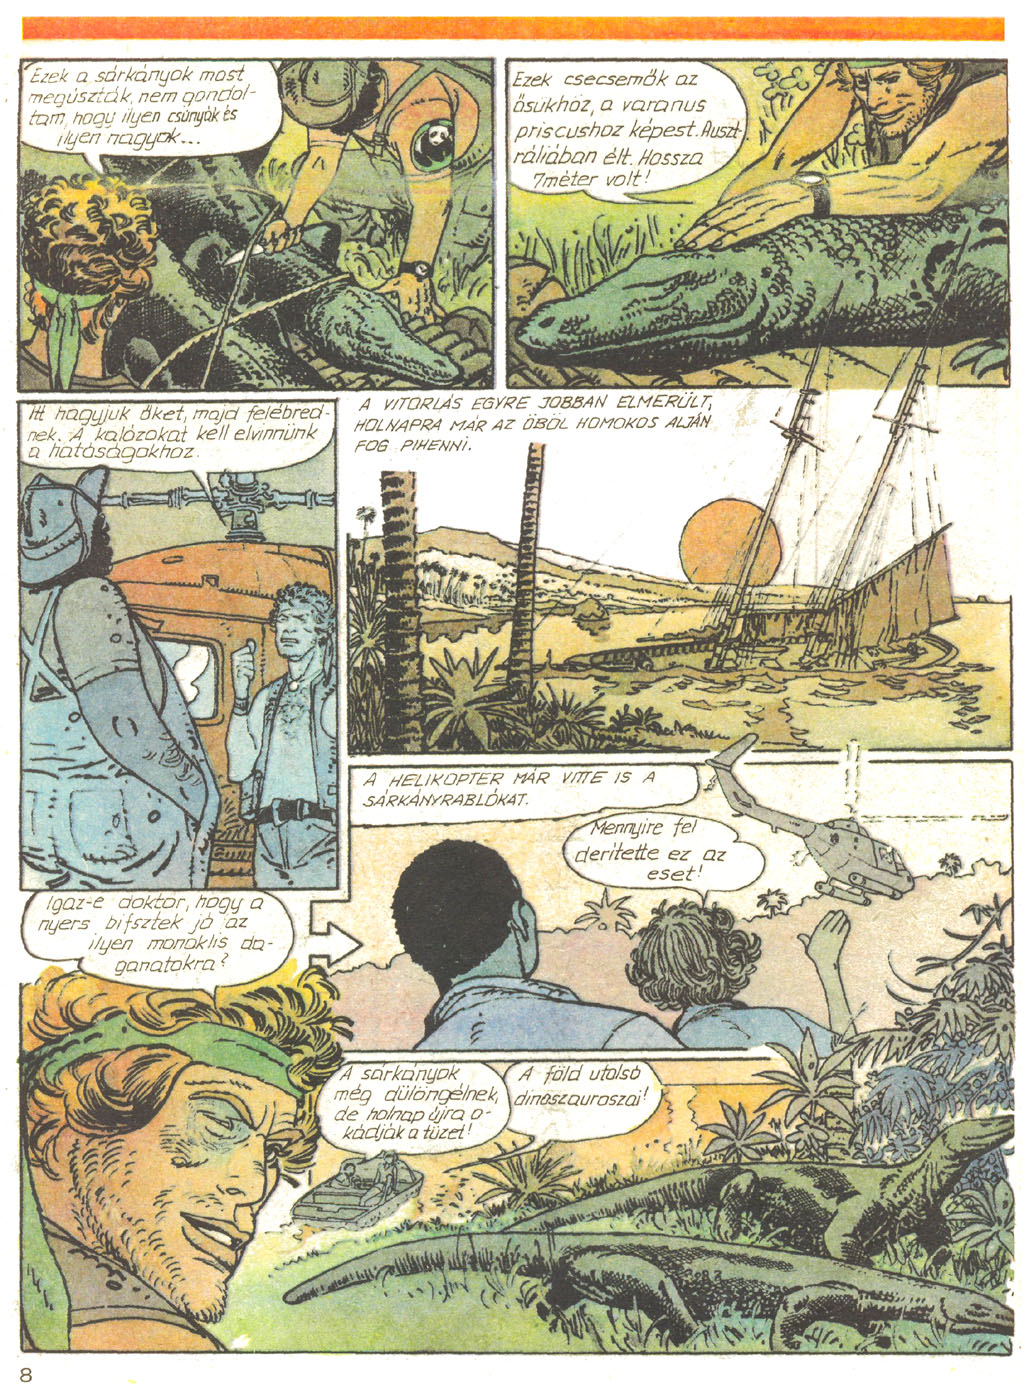 Ezek a sárkányok most
megúszták, nem gondol-
tam, hogy ilyen csúnyák és
ilyen nagyok...
Ezek csecsemők az
ősükhöz, a varanus
priscushoz képest. Auszt-
ráliában élt. Hossza
7méter volt!
Itt hagyjuk őket, majd felébred-
nek. A kalózokat kell elvinnünk
a hatóságokhoz.
A VITORLÁS EGYRE JOBBAN ELMERÜLT,
HOLNAPRA MÁR AZ ÖBÖL HOMOKOS ALJÁN
FOG PIHENNI.
A HELIKOPTER MÁR VITTE IS A
SÁRKÁNYRABLÓKAT.
Mennyire fel
derítette ez az
eset!
Igaz-e doktor, hogy a
nyers bifsztek jó az
ilyen monoklis da-
ganatokra?
A sárkányok
még dülöngélnek,
de holnap újra o-
kádják a tüzet!
A föld utolsó
dinoszauroszai!
8